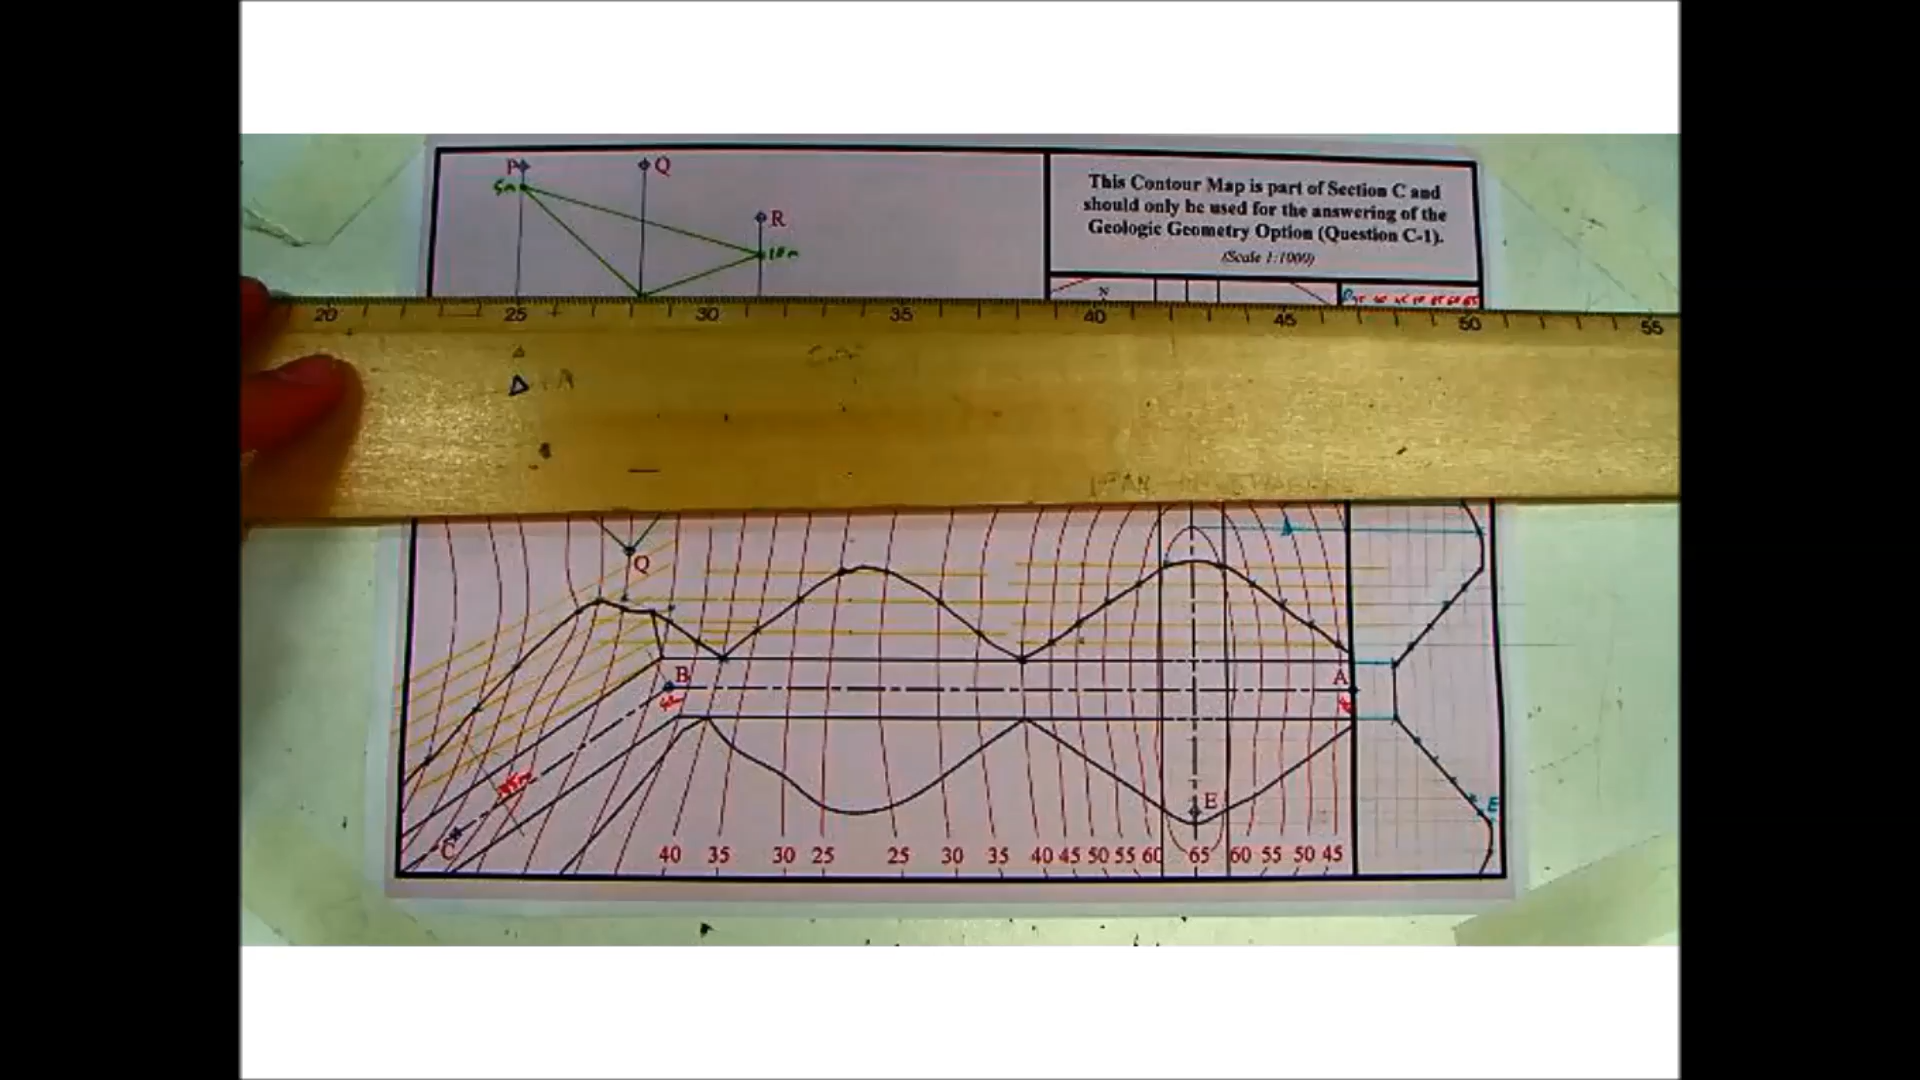 P
Q
5m
R
10m
This Contour Map is part of Section C and
should only be used for the answering of the
Geologic Geometry Option (Question C-1).
(Scale 1:1000)
N
20 25 30 35 40 45 50 55
Q
B
A
E
E
C
40 35 30 25 25 30 35 40 45 50 55 60 65 60 55 50 45